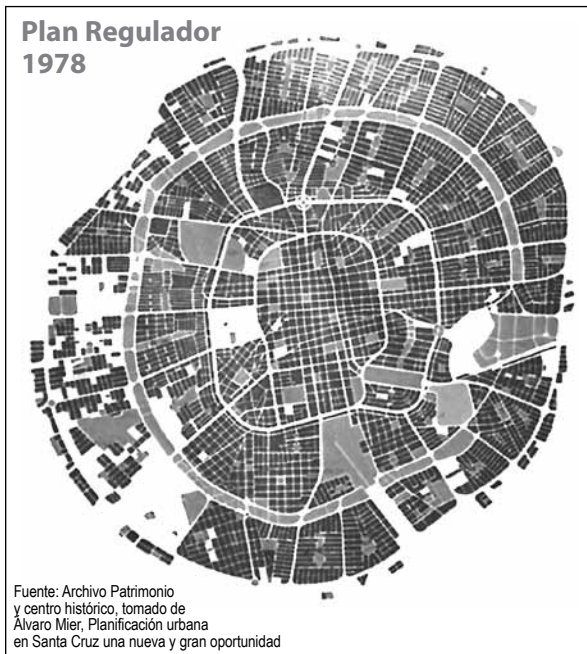 Plan Regulador
1978
Fuente: Archivo Patrimonio
y centro histórico, tomado de
Álvaro Mier, Planificación urbana
en Santa Cruz una nueva y gran oportunidad